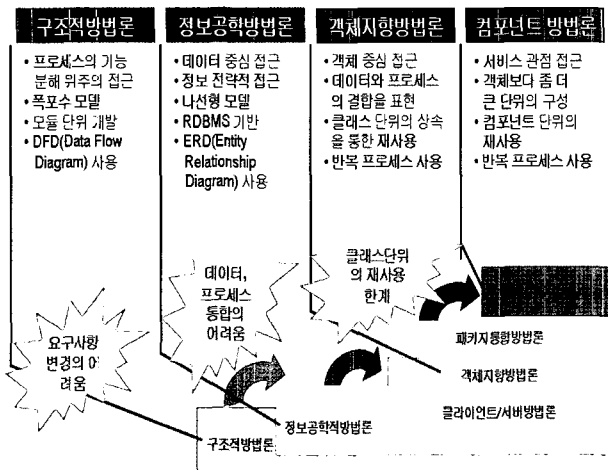 구조적방법론
• 프로세스의 기능
분해 위주의 접근
• 폭포수 모델
• 모듈 단위 개발
• DFD(Data Flow
Diagram) 사용
정보공학방법론
• 데이터 중심 접근
• 정보 전략적 접근
• 나선형 모델
• RDBMS 기반
• ERD(Entity
Relationship
Diagram) 사용
객체지향방법론
• 객체 중심 접근
• 데이터와 프로세스
의 결합을 표현
• 클래스 단위의 상속
을 통한 재사용
• 반복 프로세스 사용
컴포넌트 방법론
• 서비스 관점 접근
• 객체보다 좀 더
큰 단위의 구성
• 컴포넌트 단위의
재사용
• 반복 프로세스 사용
요구사항
변경의 어
려움
데이터,
프로세스
통합의
어려움
클래스단위
의 재사용
한계
구조적방법론
정보공학적방법론
패키지통합방법론
객체지향방법론
클라이언트/서버방법론